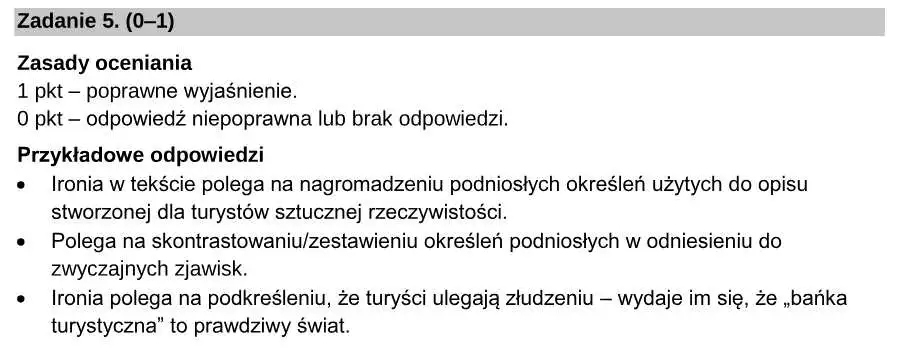 Zadanie 5. (0–1)
Zasady oceniania
1 pkt – poprawne wyjaśnienie.
0 pkt – odpowiedź niepoprawna lub brak odpowiedzi.
Przykładowe odpowiedzi
• Ironia w tekście polega na nagromadzeniu podniosłych określeń użytych do opisu
stworzonej dla turystów sztucznej rzeczywistości.
• Polega na skontrastowaniu/zestawieniu określeń podniosłych w odniesieniu do
zwyczajnych zjawisk.
• Ironia polega na podkreśleniu, że turyści ulegają złudzeniu – wydaje im się, że „bańka
turystyczna” to prawdziwy świat.